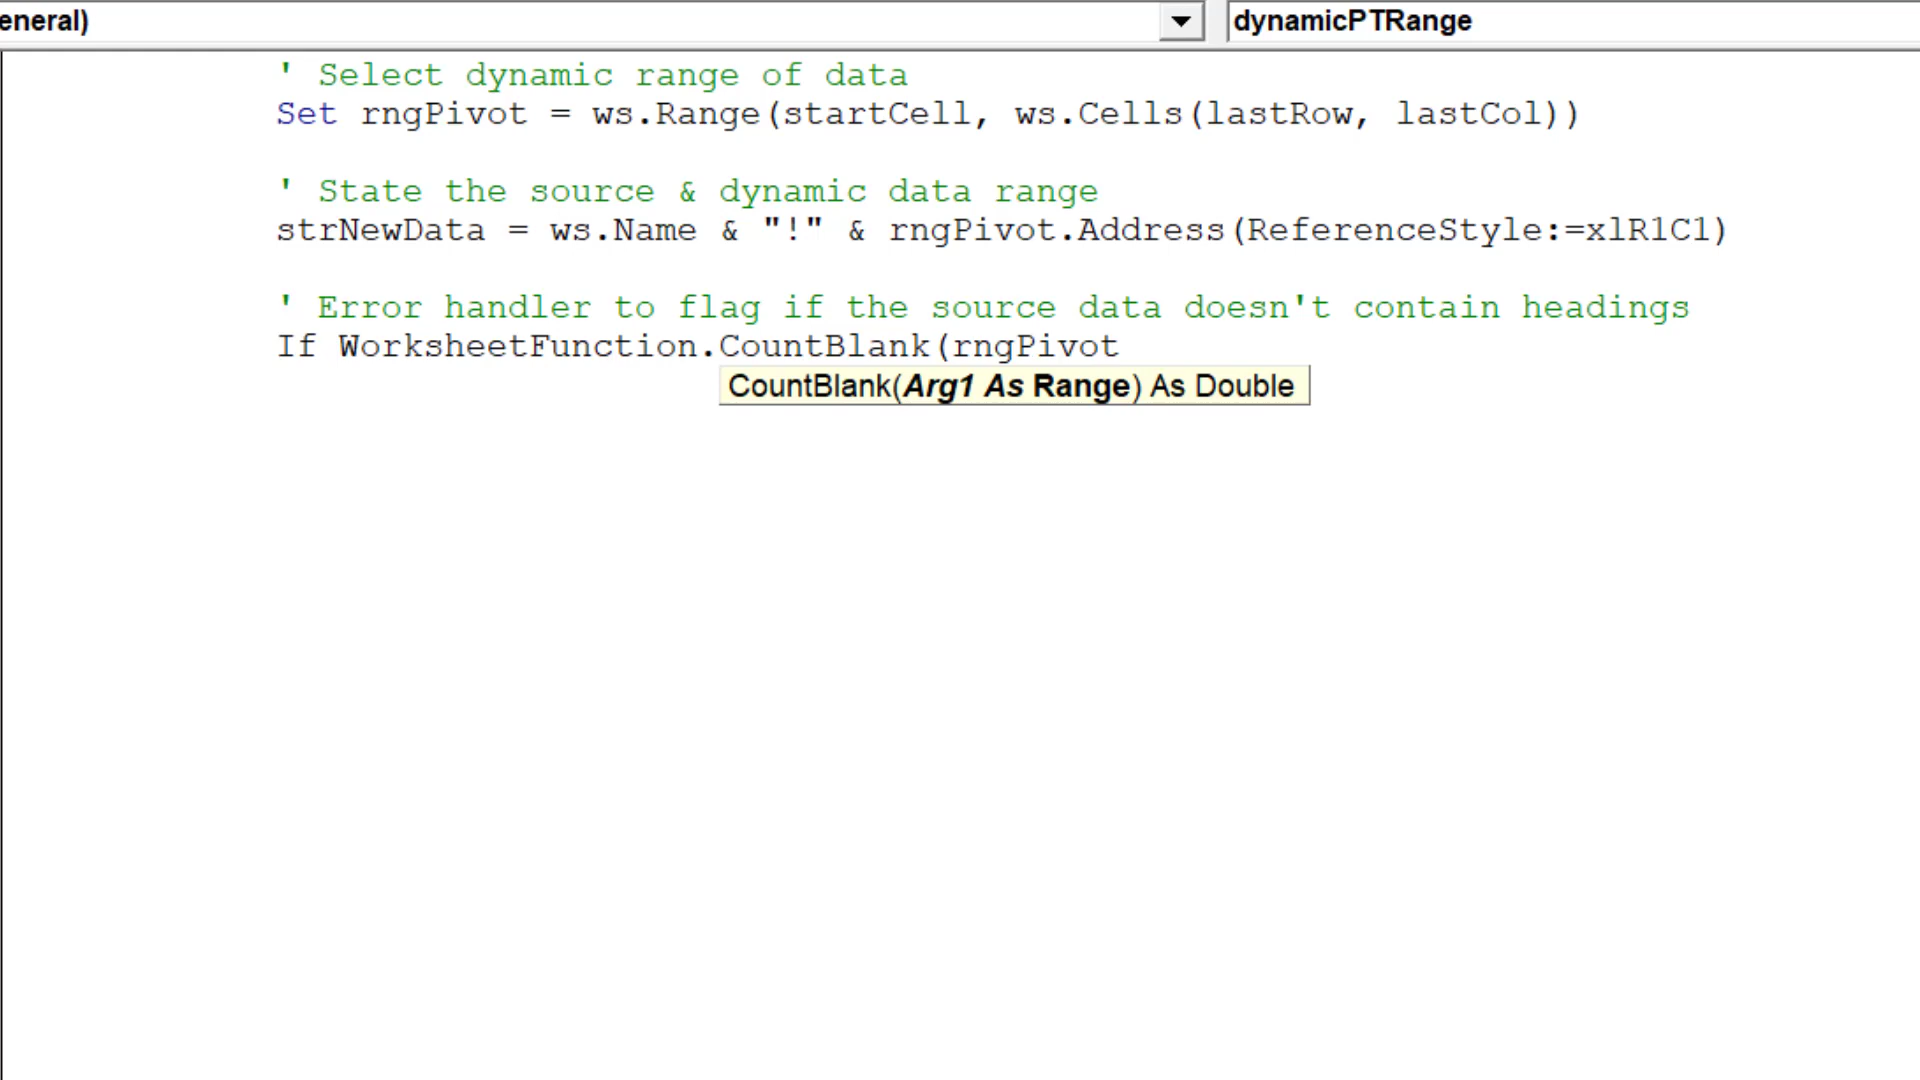 eneral)
dynamicPTRange
' Select dynamic range of data
Set rngPivot = ws.Range(startCell, ws.Cells(lastRow, lastCol))
' State the source & dynamic data range
strNewData = ws.Name & "!" & rngPivot.Address(ReferenceStyle:=xlR1C1)
' Error handler to flag if the source data doesn't contain headings
If WorksheetFunction.CountBlank(rngPivot
CountBlank(Arg1 As Range) As Double